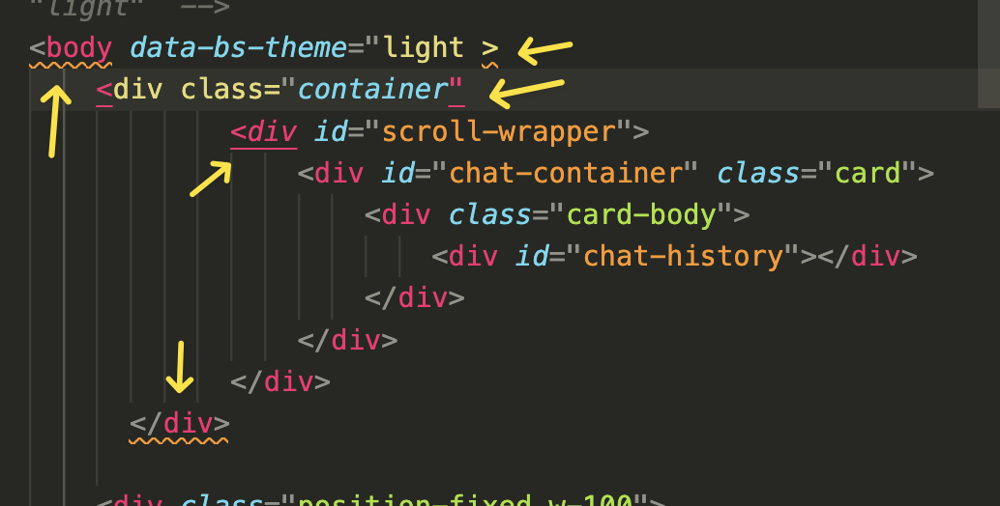 "light"  -->
<body data-bs-theme="light >
<div class="container"
<div id="scroll-wrapper">
<div id="chat-container" class="card">
<div class="card-body">
<div id="chat-history"></div>
</div>
</div>
</div>
</div>
<div class="position-fixed w-100">